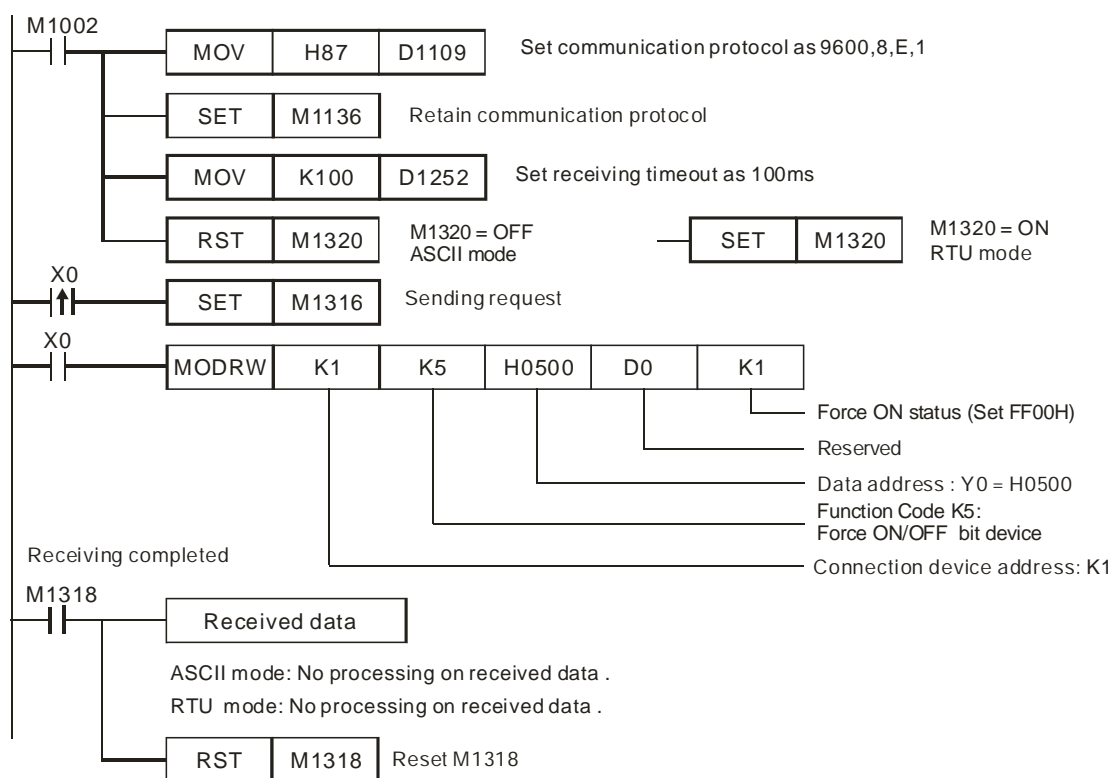 M1002
MOV H87 D1109 Set communication protocol as 9600,8,E,1
SET M1136 Retain communication protocol
MOV K100 D1252 Set receiving timeout as 100ms
RST M1320 M1320 = OFF
ASCII mode
SET M1320 M1320 = ON
RTU mode
X0
SET M1316 Sending request
X0
MODRW K1 K5 H0500 D0 K1
Force ON status (Set FF00H)
Reserved
Data address : Y0 = H0500
Function Code K5:
Force ON/OFF bit device
Connection device address: K1
Receiving completed
M1318
Received data
ASCII mode: No processing on received data .
RTU mode: No processing on received data .
RST M1318 Reset M1318